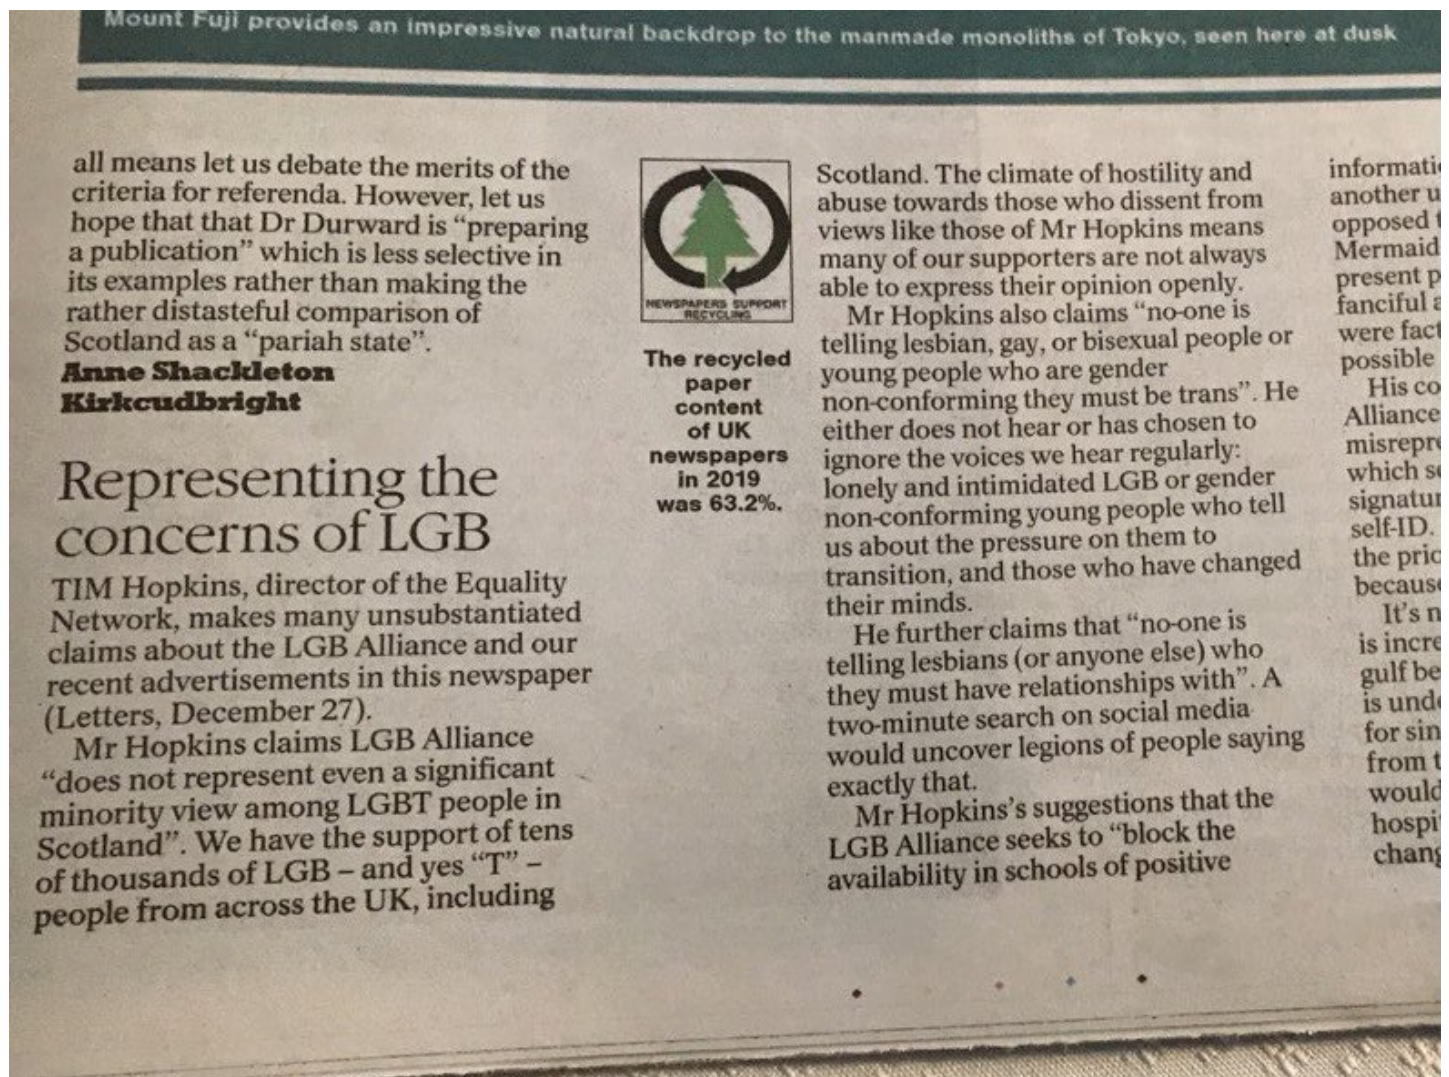 Mount Fuji provides an impressive natural backdrop to the manmade monoliths of Tokyo, seen here at dusk
all means let us debate the merits of the
criteria for referenda. However, let us
hope that that Dr Durward is “preparing
a publication” which is less selective in
its examples rather than making the
rather distasteful comparison of
Scotland as a “pariah state”.
Anne Shackleton
Kirkcudbright
Representing the
concerns of LGB
TIM Hopkins, director of the Equality
Network, makes many unsubstantiated
claims about the LGB Alliance and our
recent advertisements in this newspaper
(Letters, December 27).
Mr Hopkins claims LGB Alliance
“does not represent even a significant
minority view among LGBT people in
Scotland”. We have the support of tens
of thousands of LGB – and yes “T” –
people from across the UK, including
NEWSPAPERS SUPPORT
RECYCLING
The recycled
paper
content
of UK
newspapers
in 2019
was 63.2%.
Scotland. The climate of hostility and
abuse towards those who dissent from
views like those of Mr Hopkins means
many of our supporters are not always
able to express their opinion openly.
Mr Hopkins also claims “no-one is
telling lesbian, gay, or bisexual people or
young people who are gender
non-conforming they must be trans”. He
either does not hear or has chosen to
ignore the voices we hear regularly:
lonely and intimidated LGB or gender
non-conforming young people who tell
us about the pressure on them to
transition, and those who have changed
their minds.
He further claims that “no-one is
telling lesbians (or anyone else) who
they must have relationships with”. A
two-minute search on social media
would uncover legions of people saying
exactly that.
Mr Hopkins’s suggestions that the
LGB Alliance seeks to “block the
availability in schools of positive
informati
another u
opposed t
Mermaid
present p
fanciful a
were fact
possible
His co
Alliance
misrepre
which se
signatur
self-ID.
the pric
because
It’s n
is incre
gulf be
is unde
for sin
from t
would
hospi
chang